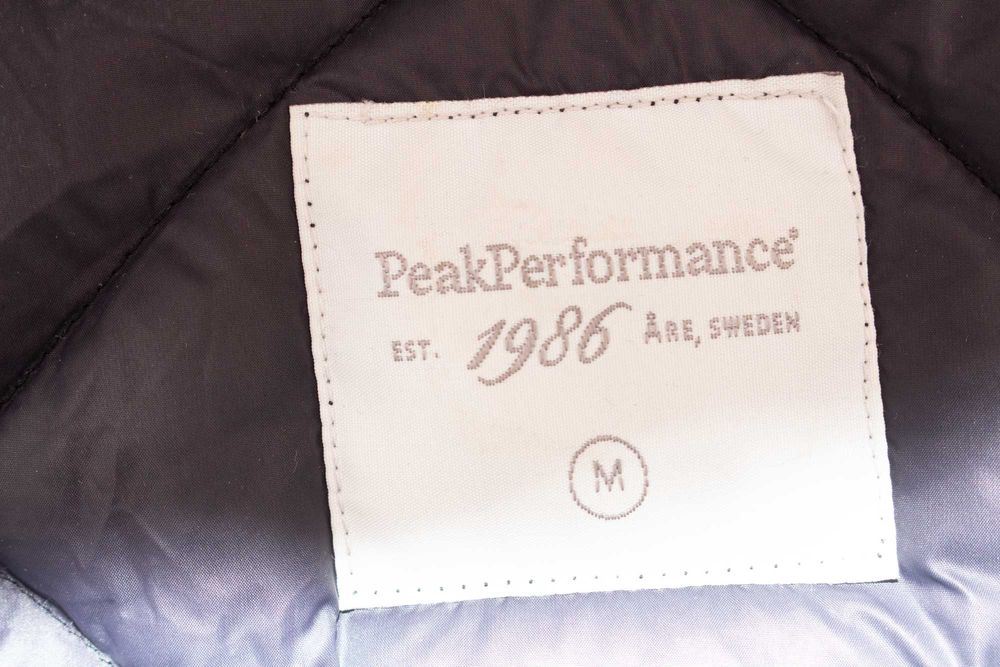 PeakPerformance®
EST. 1986 ÅRE, SWEDEN
M